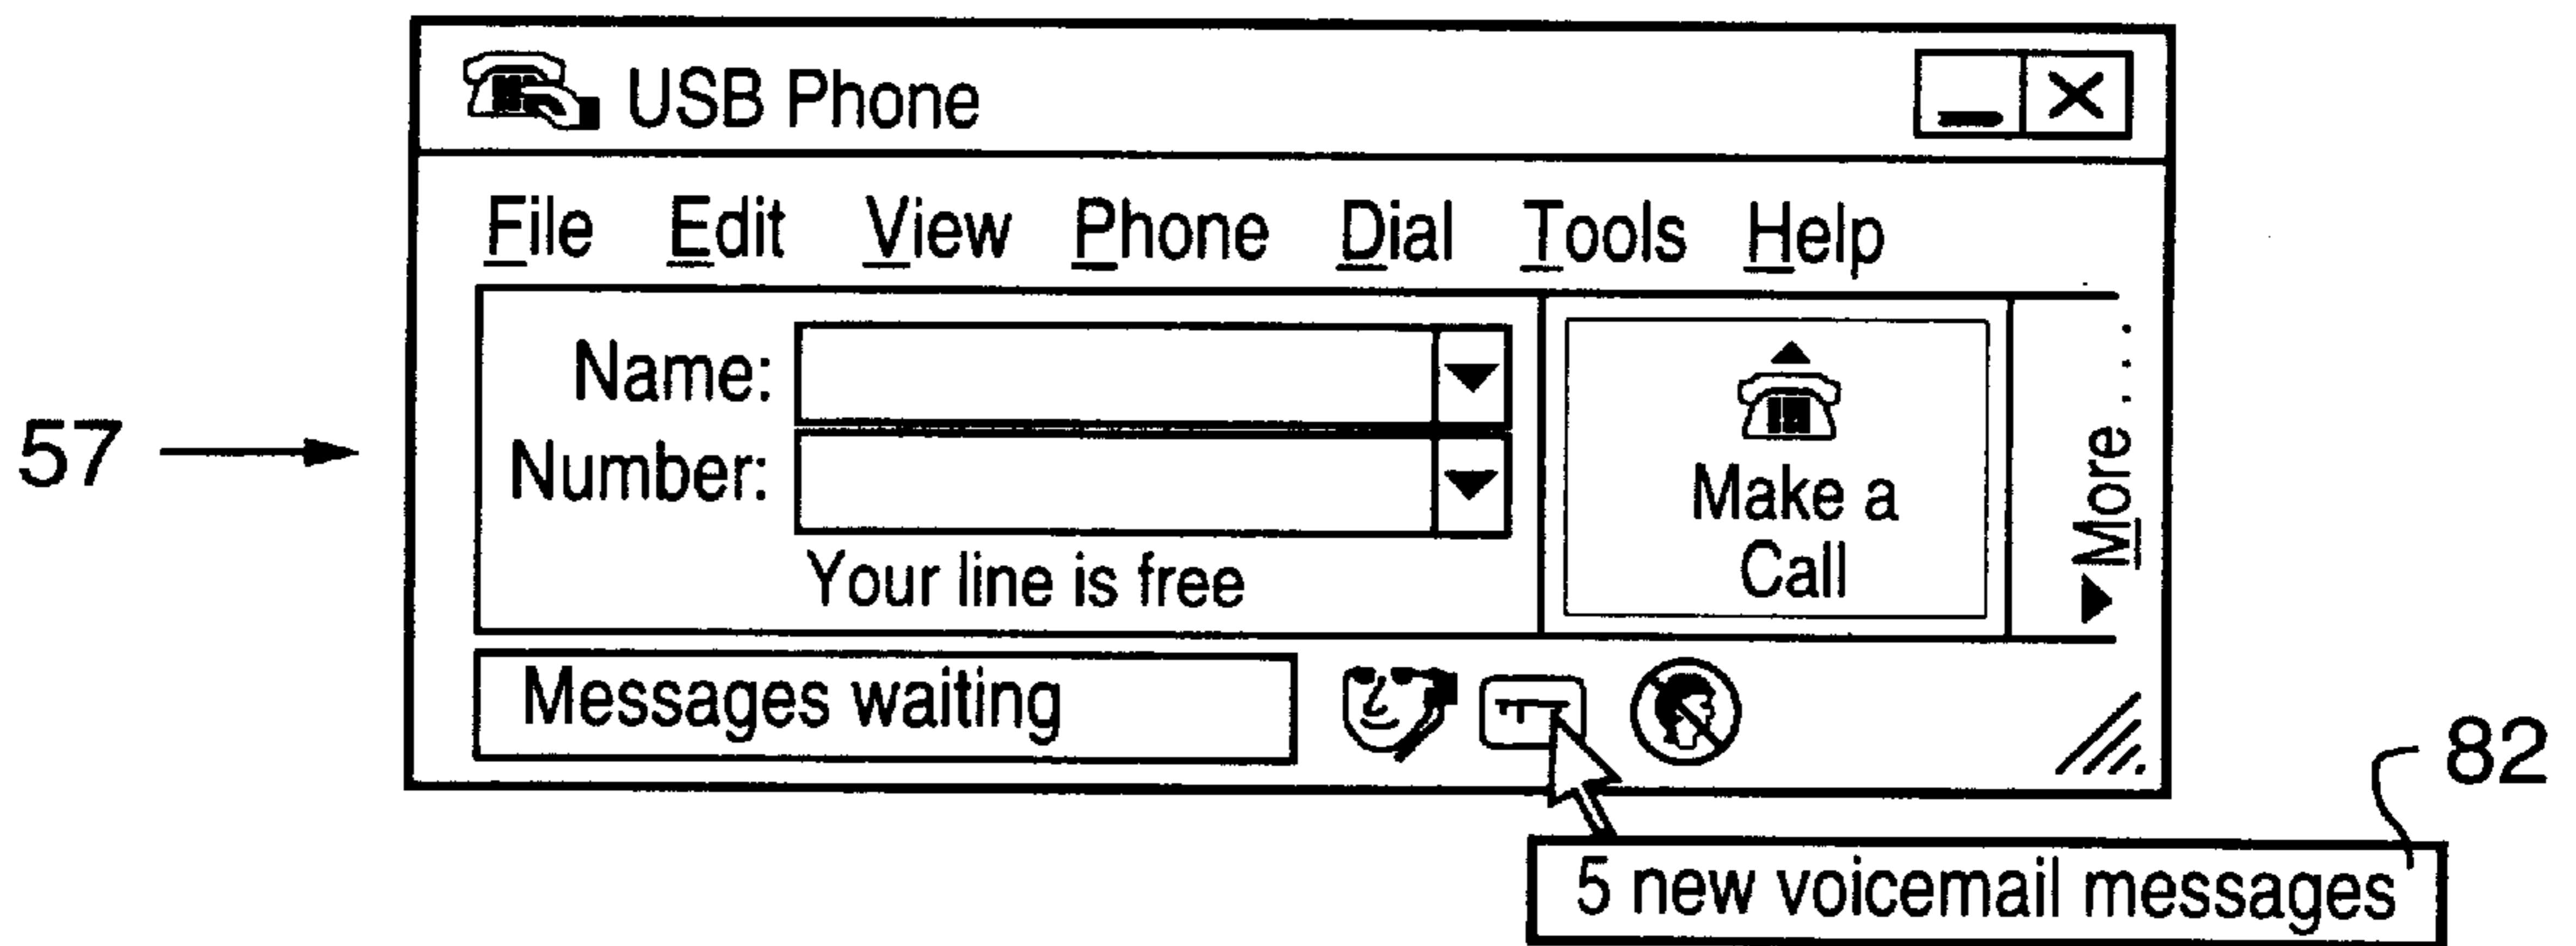 USB Phone
File Edit View Phone Dial Tools Help
Name:
Number:
Your line is free
Make a
Call
More....
Messages waiting
5 new voicemail messages
57
82